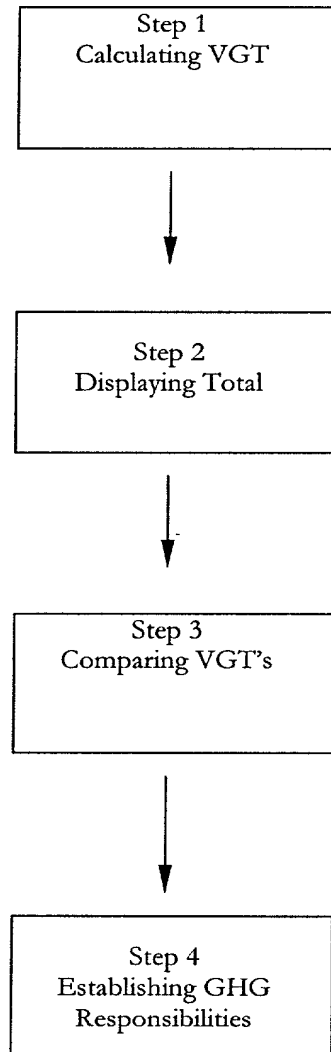 Step 1
Calculating VGT
Step 2
Displaying Total
Step 3
Comparing VGT's
Step 4
Establishing GHG
Responsibilities